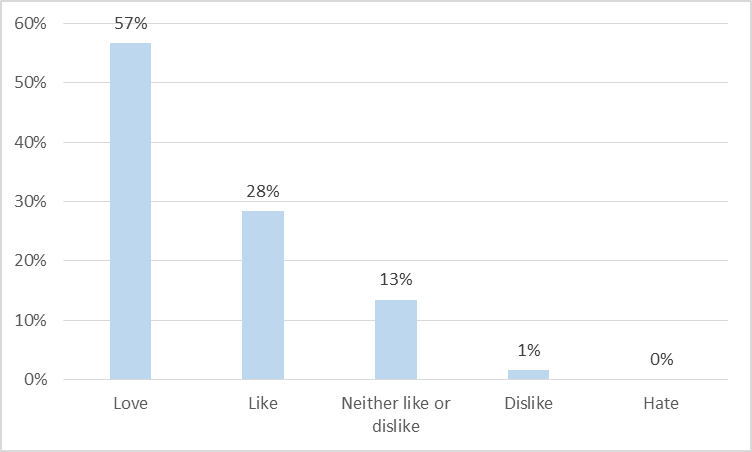 60%
57%
50%
40%
30%
28%
20%
13%
10%
1%
0%
0%
Love
Like
Neither like or
dislike
Dislike
Hate